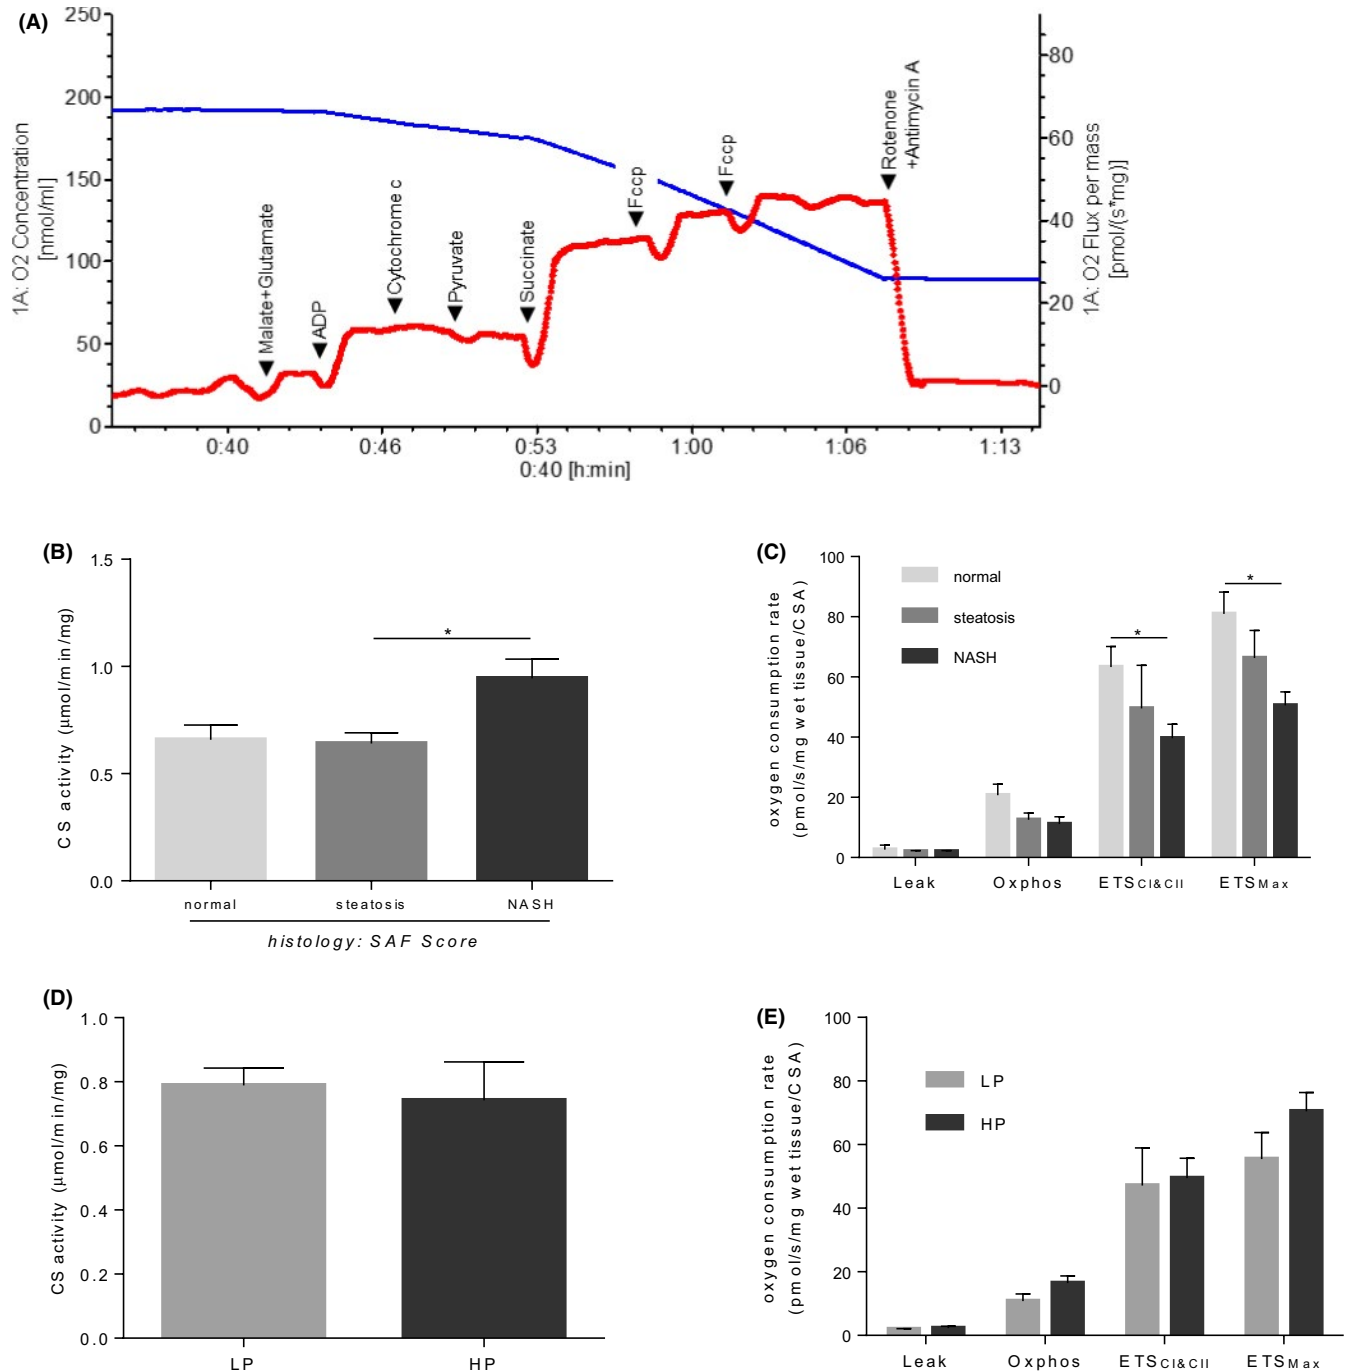 (A)
250
200
150
100
50
0
1A: O2 Concentration
[nmol/ml]
Malate+Glutamate
ADP
Cytochrome c
Pyruvate
Succinate
Fccp
Fccp
Rotenone
+Antimycin A
80
60
40
20
0
1A: O2 Flux per mass
[pmol/(s*mg)]
0:40 0:46 0:53 1:00 1:06 1:13
0:40 [h:min]
(B)
1.5
1.0
0.5
0.0
CS activity (µmol/min/mg)
*
normal steatosis NASH
histology: SAF Score
(C)
100
80
60
40
20
0
oxygen consumption rate
(pmol/s/mg wet tissue/CSA)
normal
steatosis
NASH
*
*
Leak Oxphos ETSCI&CII ETSMax
(D)
1.0
0.8
0.6
0.4
0.2
0.0
CS activity (µmol/min/mg)
LP HP
(E)
100
80
60
40
20
0
oxygen consumption rate
(pmol/s/mg wet tissue/CSA)
LP
HP
Leak Oxphos ETSCI&CII ETSMax